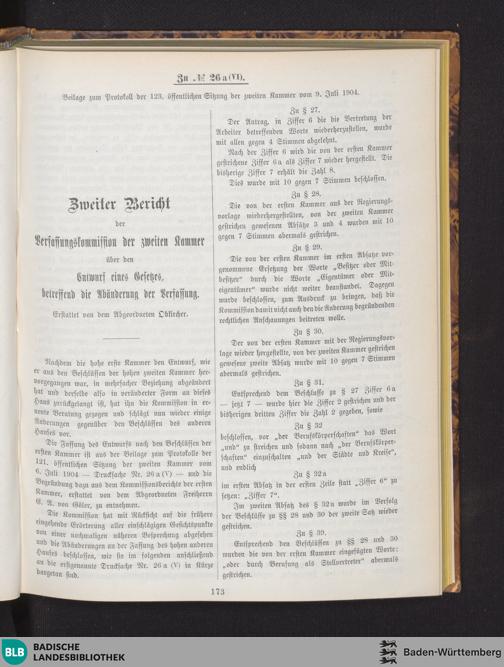 Zu № 26a (VI).
Beilage zum Protokoll der 123. öffentlichen Sitzung der zweiten Kammer vom 9. Juli 1904.
Zweiter Bericht
der
Verfassungskommission der zweiten Kammer
über den
Entwurf eines Gesetzes,
betreffend die Abänderung der Verfassung.
Erstattet von dem Abgeordneten Obkircher.
Nachdem die hohe erste Kammer den Entwurf, wie
er aus den Beschlüssen der hohen zweiten Kammer her-
vorgegangen war, in mehrfacher Beziehung abgeändert
hat und derselbe also in veränderter Form an dieses
Haus zurückgelangt ist, hat ihn die Kommission in er-
neute Beratung gezogen und schlägt nun wieder einige
Änderungen gegenüber den Beschlüssen des anderen
Hauses vor.
Die Fassung des Entwurfs nach den Beschlüssen der
ersten Kammer ist aus der Beilage zum Protokolle der
121. öffentlichen Sitzung der zweiten Kammer vom
6. Juli 1904 — Drucksache Nr. 26a (V) — und die
Begründung dazu aus dem Kommissionsberichte der ersten
Kammer, erstattet von dem Abgeordneten Freiherrn
E. A. von Göler, zu entnehmen.
Die Kommission hat mit Rücksicht auf die frühere
eingehende Erörterung aller einschlägigen Gesichtspunkte
von einer nochmaligen näheren Besprechung abgesehen
und die Abänderungen an der Fassung des hohen anderen
Hauses beschlossen, wie sie im folgenden anschließend
an die erstgenannte Drucksache Nr. 26a (V) in Kürze
dargetan sind.
Zu § 27.
Der Antrag, in Ziffer 6 die die Vertretung der
Arbeiter betreffenden Worte wiederherzustellen, wurde
mit allen gegen 4 Stimmen abgelehnt.
Nach der Ziffer 6 wird die von der ersten Kammer
gestrichene Ziffer 6a als Ziffer 7 wieder hergestellt. Die
bisherige Ziffer 7 erhält die Zahl 8.
Dies wurde mit 10 gegen 7 Stimmen beschlossen.
Zu § 28.
Die von der ersten Kammer aus der Regierungs-
vorlage wiederhergestellten, von der zweiten Kammer
gestrichen gewesenen Absätze 3 und 4 wurden mit 10
gegen 7 Stimmen abermals gestrichen.
Zu § 29.
Die von der ersten Kammer im ersten Absatze vor-
genommene Ersetzung der Worte „Besitzer oder Mit-
besitzer“ durch die Worte „Eigentümer oder Mit-
eigentümer“ wurde nicht weiter beanstandet. Dagegen
wurde beschlossen, zum Ausdruck zu bringen, daß die
Kommission damit nicht auch den die Änderung begründenden
rechtlichen Anschauungen beitreten wolle.
Zu § 30.
Der von der ersten Kammer mit der Regierungsvor-
lage wieder hergestellte, von der zweiten Kammer gestrichen
gewesene zweite Absatz wurde mit 10 gegen 7 Stimmen
abermals gestrichen.
Zu § 31.
Entsprechend dem Beschlusse zu § 27 Ziffer 6a
— jetzt 7 — wurde hier die Ziffer 2 gestrichen und der
bisherigen dritten Ziffer die Zahl 2 gegeben, sowie
Zu § 32
beschlossen, vor „der Berufskörperschaften“ das Wort
„und“ zu streichen und sodann nach „der Berufskörper-
schaften“ einzuschalten „und der Städte und Kreise“,
und endlich
Zu § 32a
im ersten Absatz in der ersten Zeile statt „Ziffer 6“ zu
setzen: „Ziffer 7“.
Im zweiten Absatz des § 32a wurde im Verfolg
der Beschlüsse zu §§ 28 und 30 der zweite Satz wieder
gestrichen.
Zu § 39.
Entsprechend den Beschlüssen zu §§ 28 und 30
wurden die von der ersten Kammer eingefügten Worte:
„oder durch Berufung als Stellvertreter“ abermals
gestrichen.
173
BLB BADISCHE
LANDESBIBLIOTHEK
Baden-Württemberg